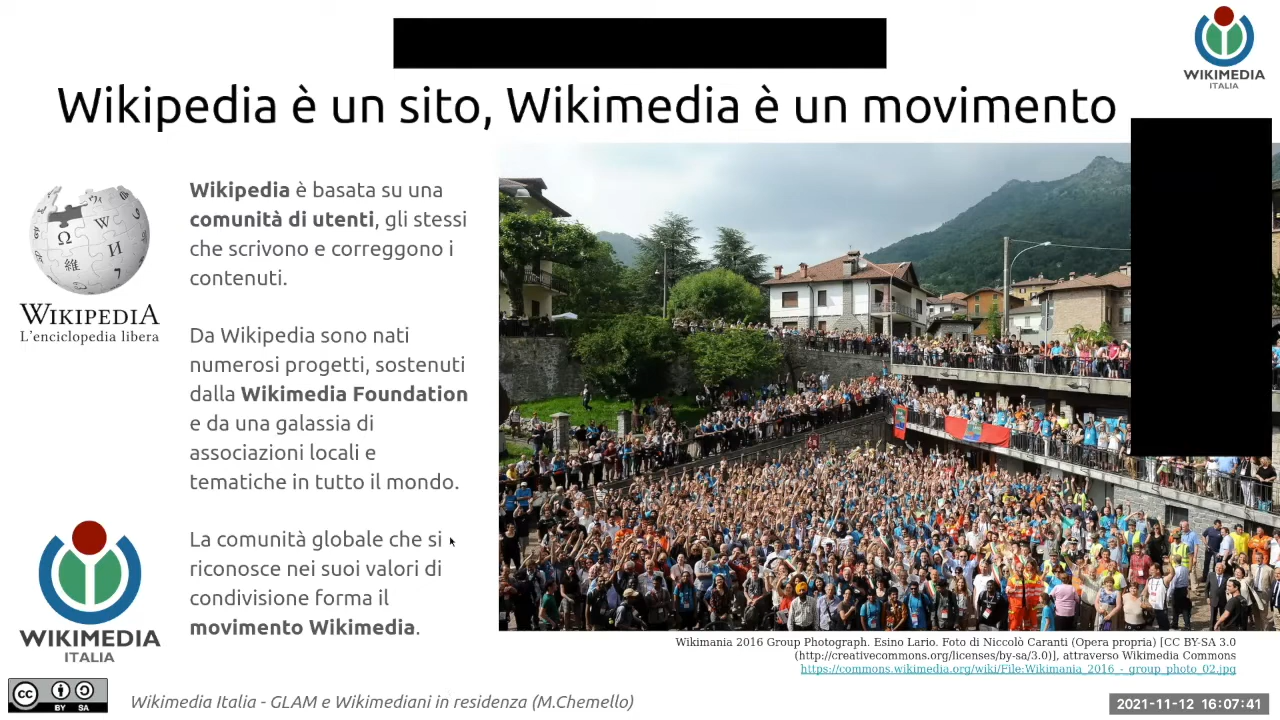 WIKIMEDIA
ITALIA
Wikipedia è un sito, Wikimedia è un movimento
Wikipedia è basata su una
comunità di utenti, gli stessi
che scrivono e correggono i
contenuti.
Ω
W
И
維
WIKIPEDIA
L'enciclopedia libera
Da Wikipedia sono nati
numerosi progetti, sostenuti
dalla Wikimedia Foundation
e da una galassia di
associazioni locali e
tematiche in tutto il mondo.
La comunità globale che si
riconosce nei suoi valori di
condivisione forma il
movimento Wikimedia.
WIKIMEDIA
ITALIA
Wikimania 2016 Group Photograph. Esino Lario. Foto di Niccolò Caranti (Opera propria) [CC BY-SA 3.0
(http://creativecommons.org/licenses/by-sa/3.0)], attraverso Wikimedia Commons
https://commons.wikimedia.org/wiki/File:Wikimania_2016_-_group_photo_02.jpg
cc
BY SA
Wikimedia Italia - GLAM e Wikimediani in residenza (M.Chemello)
2021-11-12 16:07:41